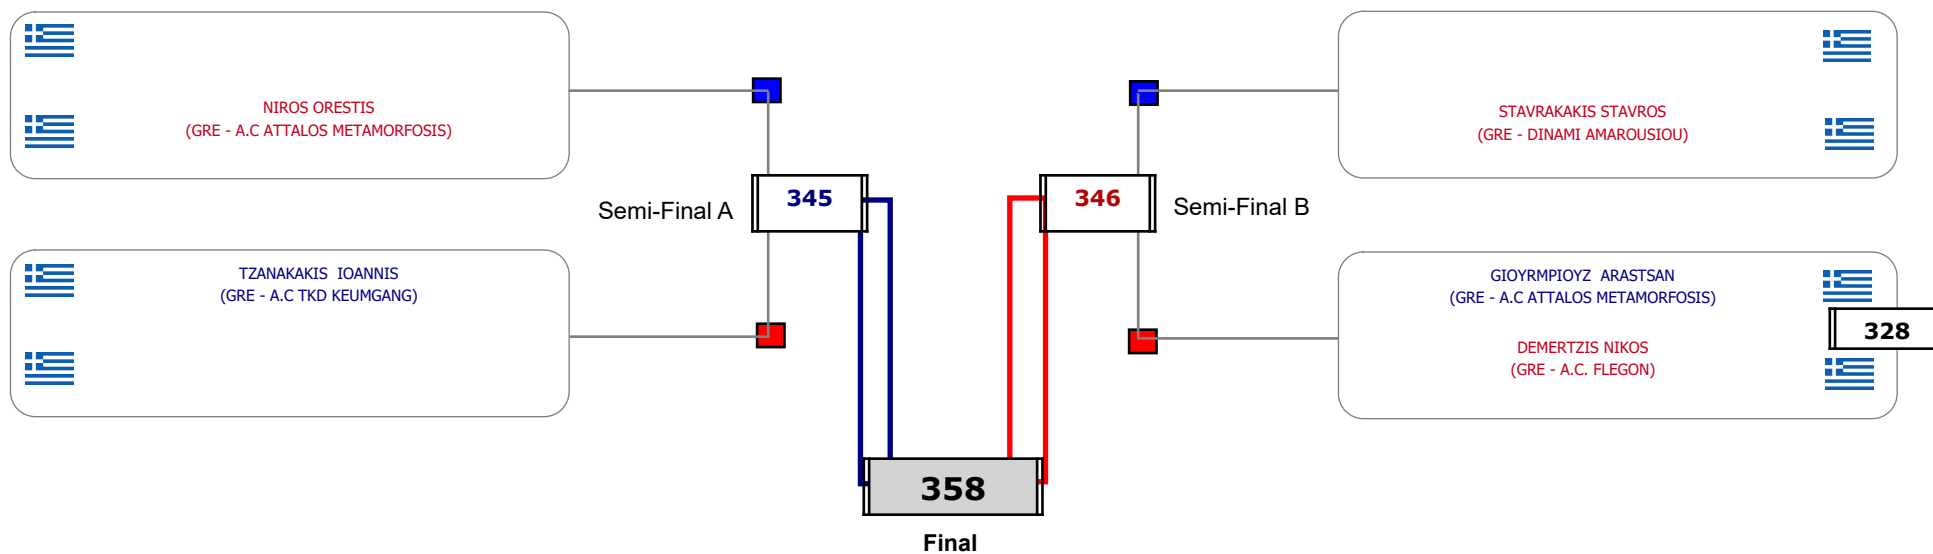 NIROS ORESTIS
(GRE - A.C ATTALOS METAMORFOSIS)
TZANAKAKIS IOANNIS
(GRE - A.C TKD KEUMGANG)
Semi-Final A
345
346
Semi-Final B
STAVRAKAKIS STAVROS
(GRE - DINAMI AMAROUSIOU)
GIOYRMPIOYZ ARASTSAN
(GRE - A.C ATTALOS METAMORFOSIS)
328
DEMERTZIS NIKOS
(GRE - A.C. FLEGON)
358
Final